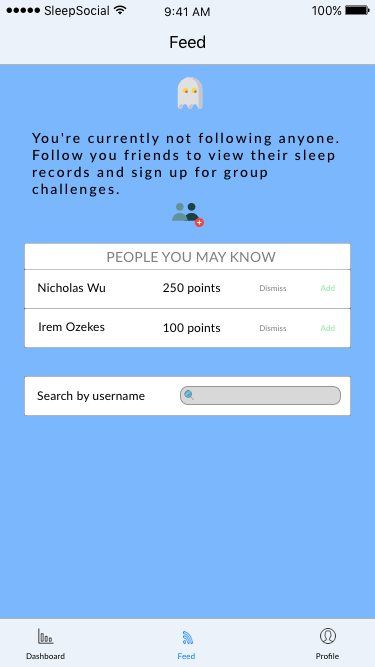 SleepSocial 9:41 AM 100%
Feed
You're currently not following anyone.
Follow you friends to view their sleep
records and sign up for group
challenges.
PEOPLE YOU MAY KNOW
Nicholas Wu 250 points Dismiss Add
Irem Ozekes 100 points Dismiss Add
Search by username
Dashboard Feed Profile